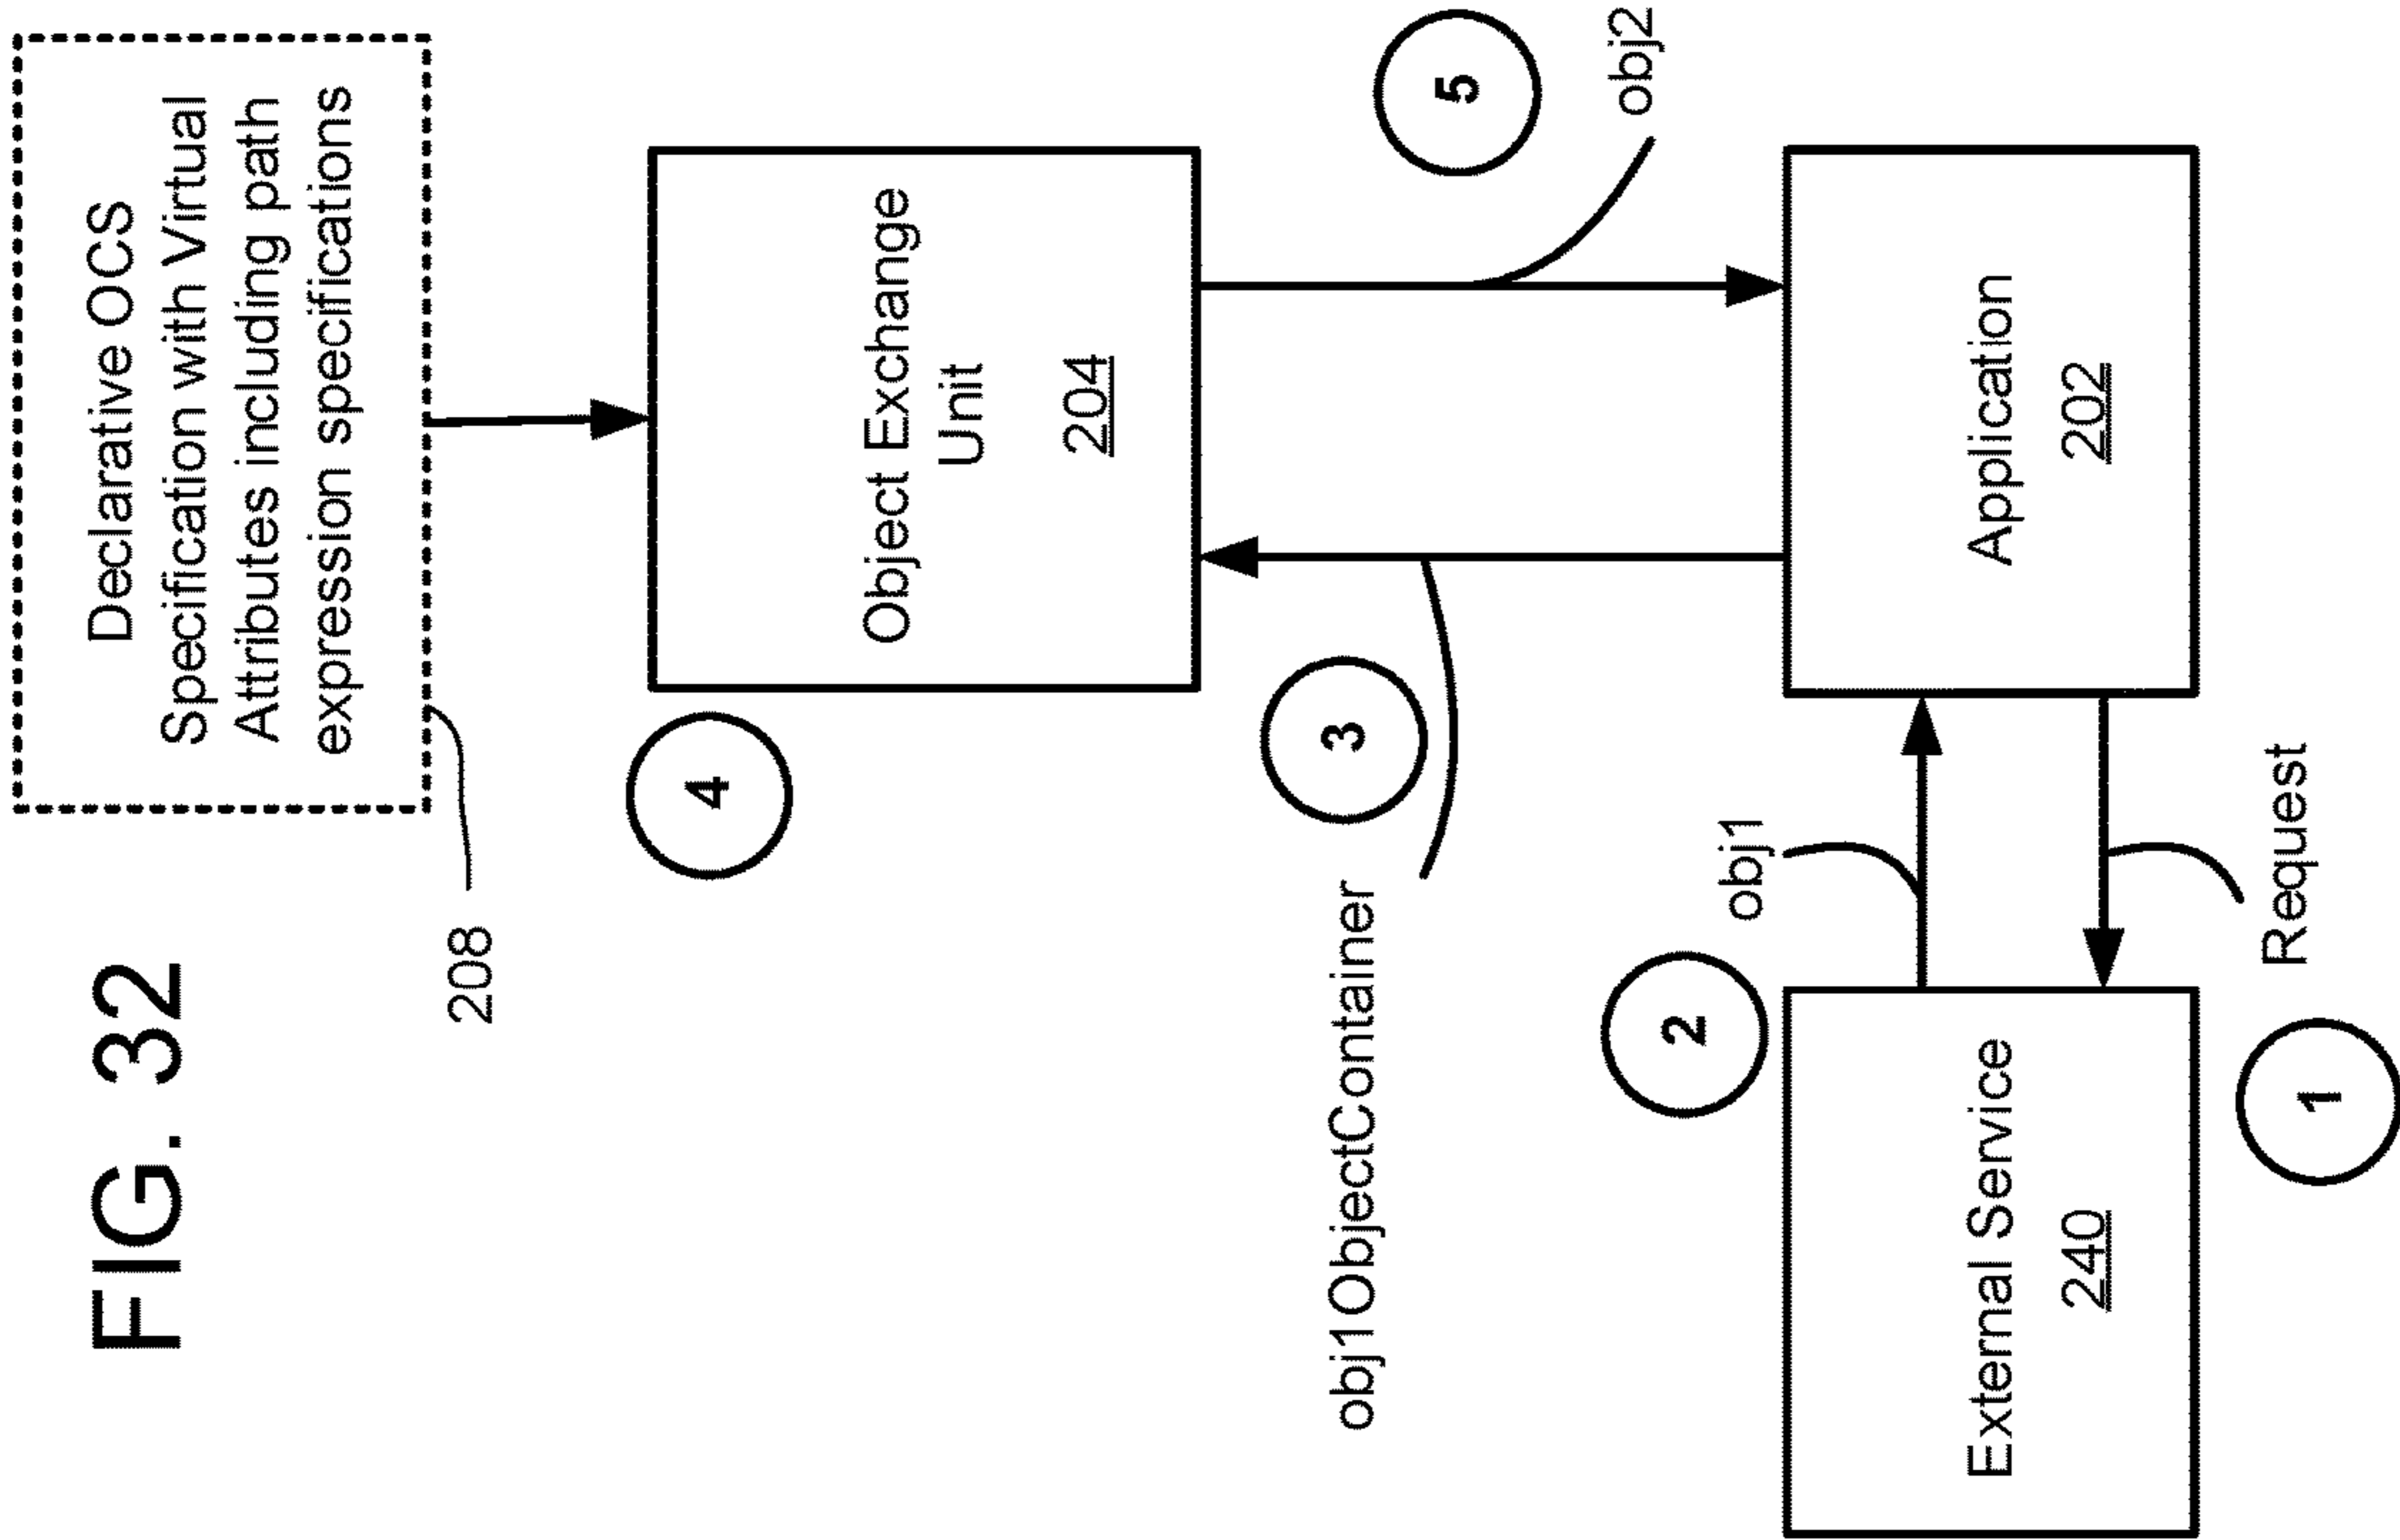 FIG. 32
Declarative OCS
Specification with Virtual
Attributes including path
expression specifications
208
4
Object Exchange
Unit
204
obj1ObjectContainer
3
5
obj2
2
obj1
External Service
240
Application
202
Request
1